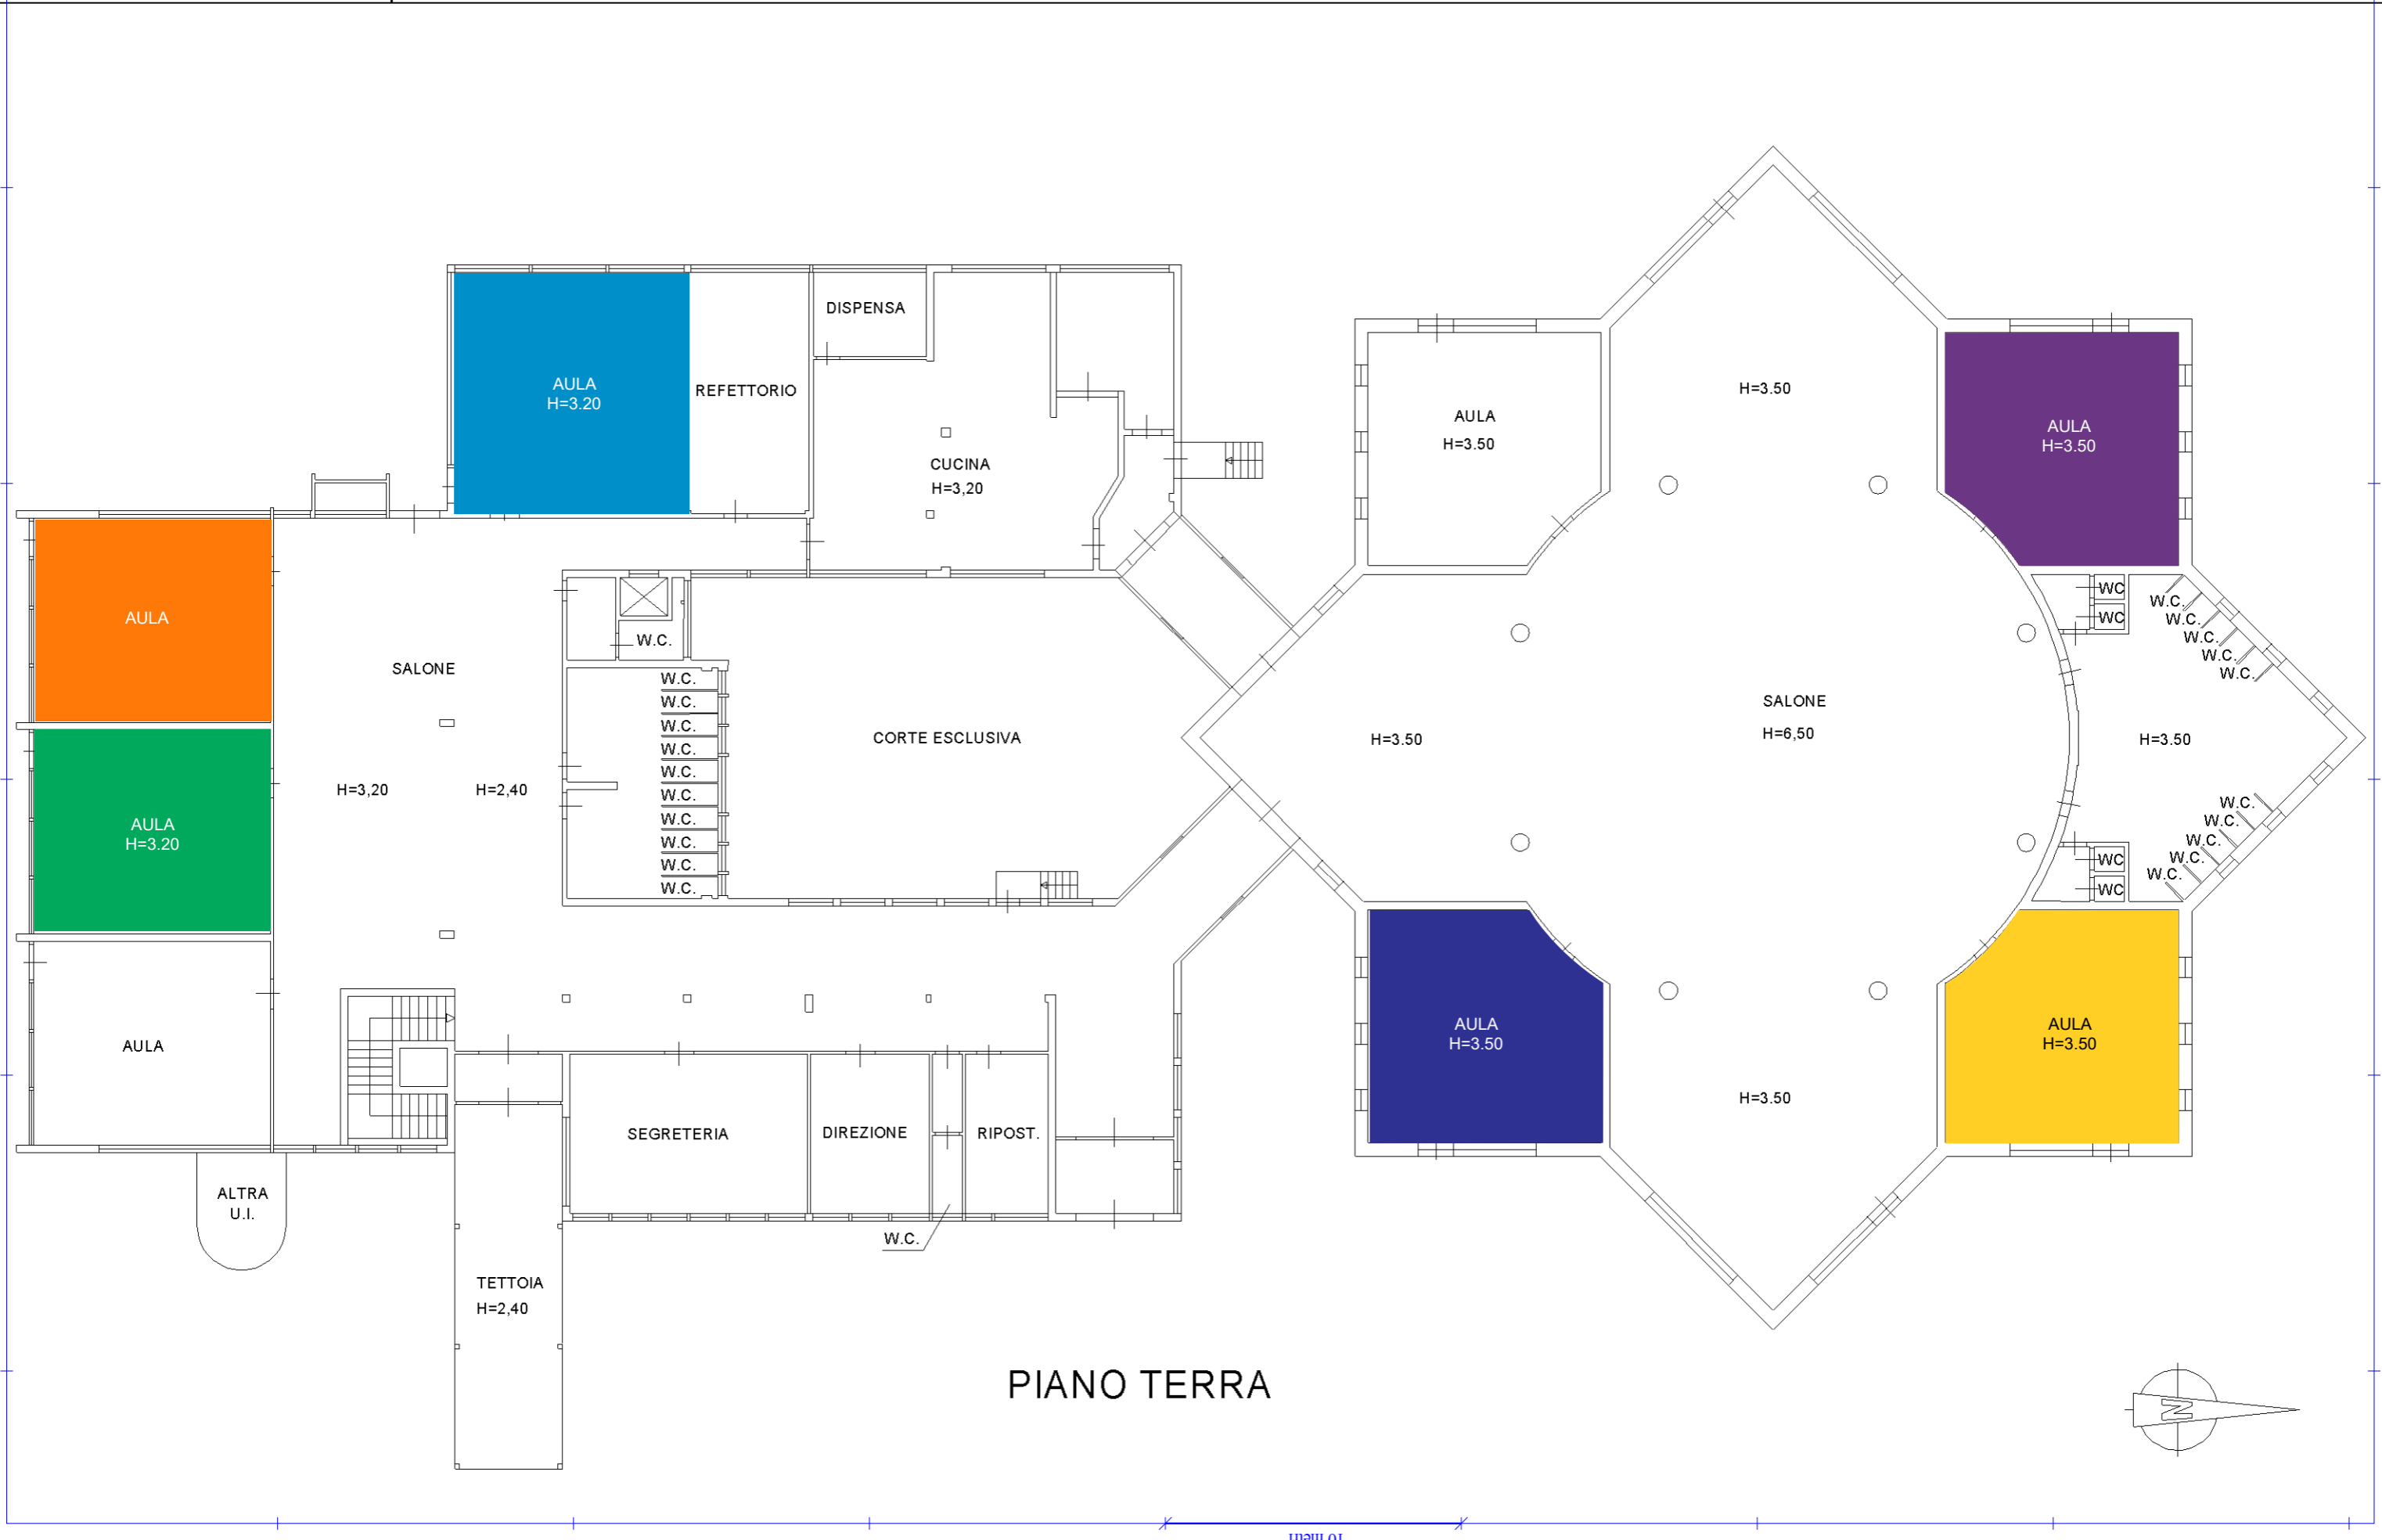 DISPENSA
AULA
H=3.20
REFETTORIO
CUCINA
H=3,20
AULA
H=3.50
H=3.50
AULA
H=3.50
AULA
SALONE
W.C.
W.C.
W.C.
W.C.
W.C.
W.C.
W.C.
W.C.
W.C.
W.C.
W.C.
CORTE ESCLUSIVA
H=3.50
SALONE
H=6,50
WC
WC
W.C.
W.C.
W.C.
W.C.
W.C.
H=3.50
W.C.
W.C.
W.C.
W.C.
W.C.
WC
WC
AULA
H=3.20
H=3,20
H=2,40
AULA
AULA
H=3.50
AULA
H=3.50
H=3.50
SEGRETERIA
DIREZIONE
RIPOST.
W.C.
ALTRA
U.I.
TETTOIA
H=2,40
PIANO TERRA
N
10 metri